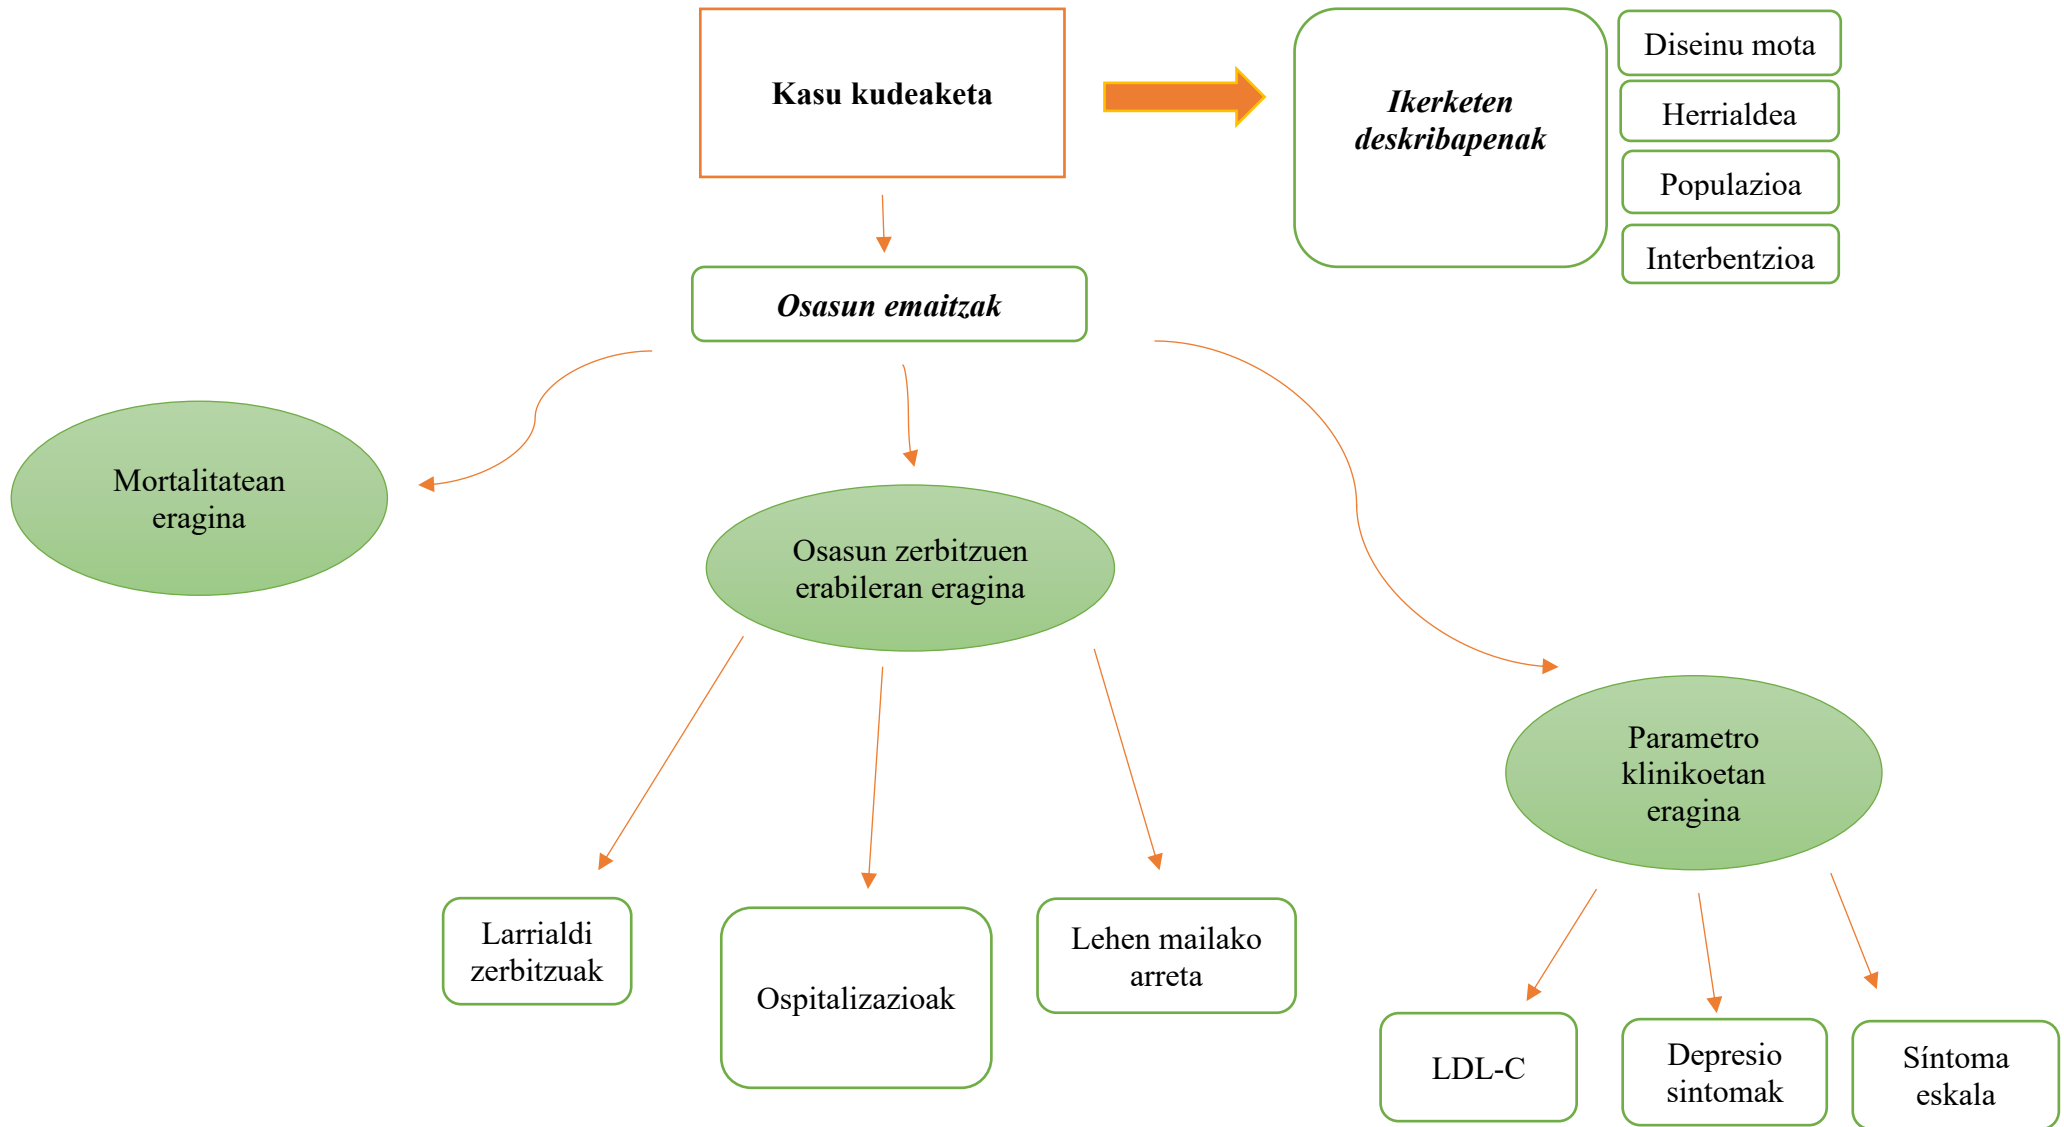 Kasu kudeaketa
Ikerketen
deskribapenak
Diseinu mota
Herrialdea
Populazioa
Interbentzioa
Osasun emaitzak
Mortalitatean
eragina
Osasun zerbitzuen
erabileran eragina
Parametro
klinikoetan
eragina
Larrialdi
zerbitzuak
Ospitalizazioak
Lehen mailako
arreta
LDL-C
Depresio
sintomak
Síntoma
eskala